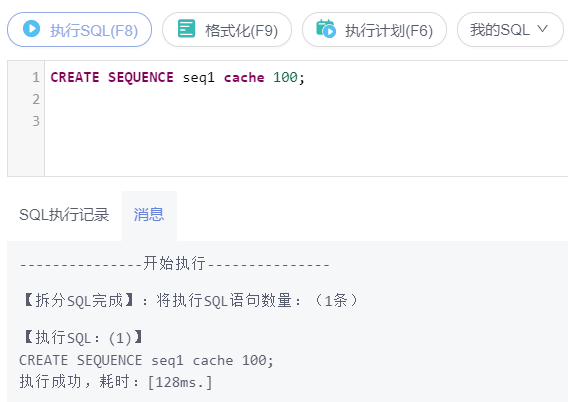 执行SQL(F8) 格式化(F9) 执行计划(F6) 我的SQL
1 CREATE SEQUENCE seq1 cache 100;
2
3
SQL执行记录 消息
---------------开始执行---------------
【拆分SQL完成】：将执行SQL语句数量：（1条）
【执行SQL：(1)】
CREATE SEQUENCE seq1 cache 100;
执行成功，耗时：[128ms.]